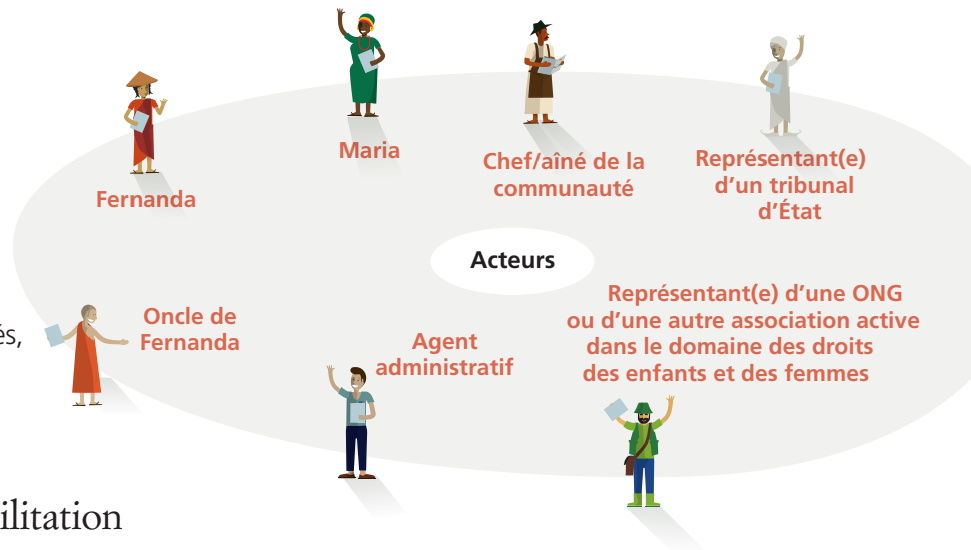 Maria
Chef/aîné de la
communauté
Représentant(e)
d’un tribunal
d’État
Fernanda
Acteurs
Oncle de
Fernanda
Agent
administratif
Représentant(e) d’une ONG
ou d’une autre association active
dans le domaine des droits
des enfants et des femmes